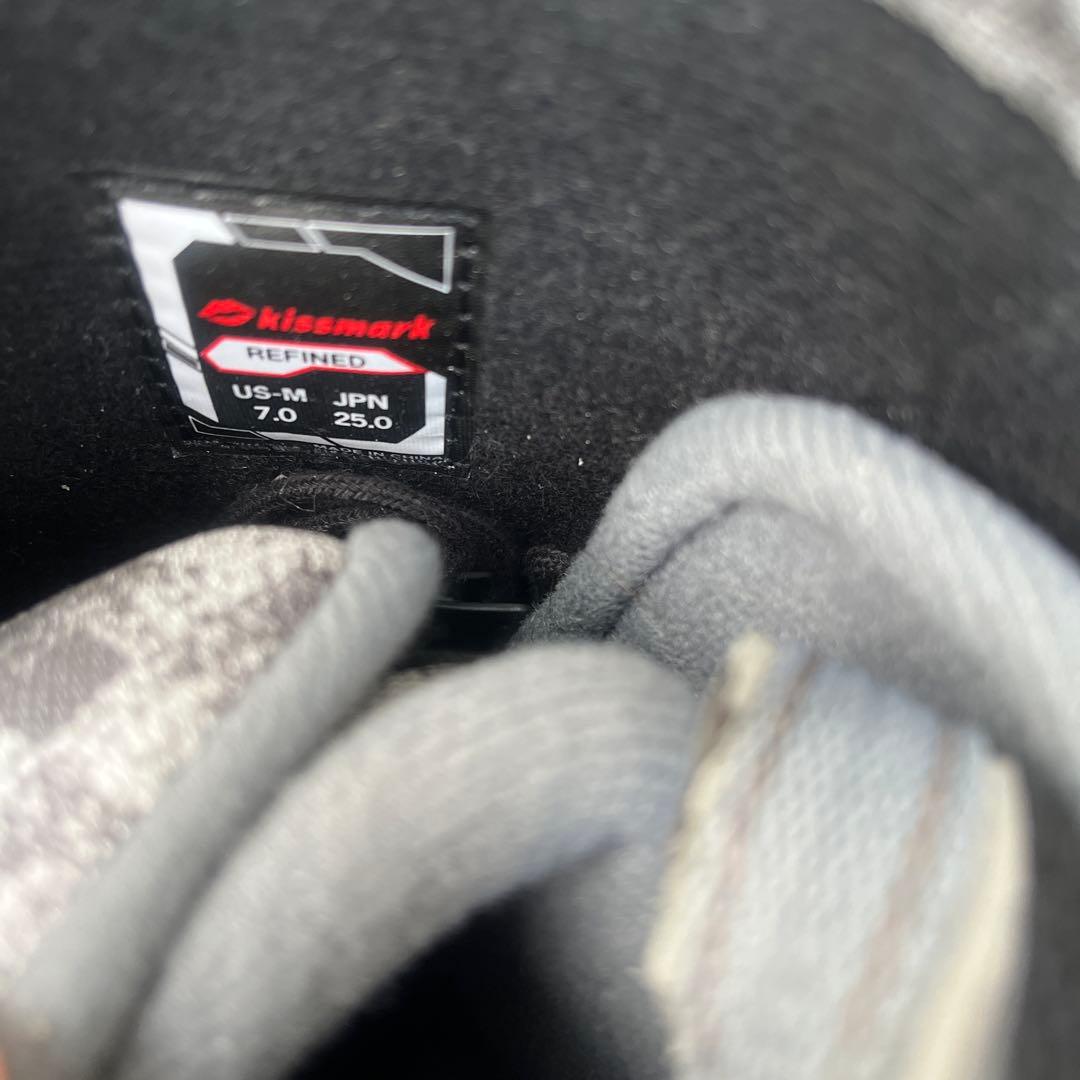 kissmark
REFINED
US-M JPN
7.0 25.0
MADE IN CHINA